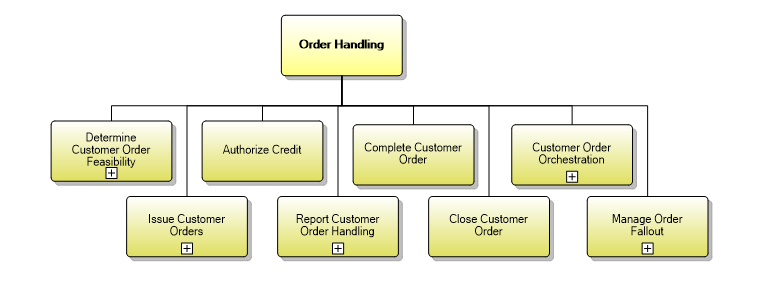 Order Handling
Determine
Customer Order
Feasibility
Authorize Credit
Complete Customer
Order
Customer Order
Orchestration
Issue Customer
Orders
Report Customer
Order Handling
Close Customer
Order
Manage Order
Fallout